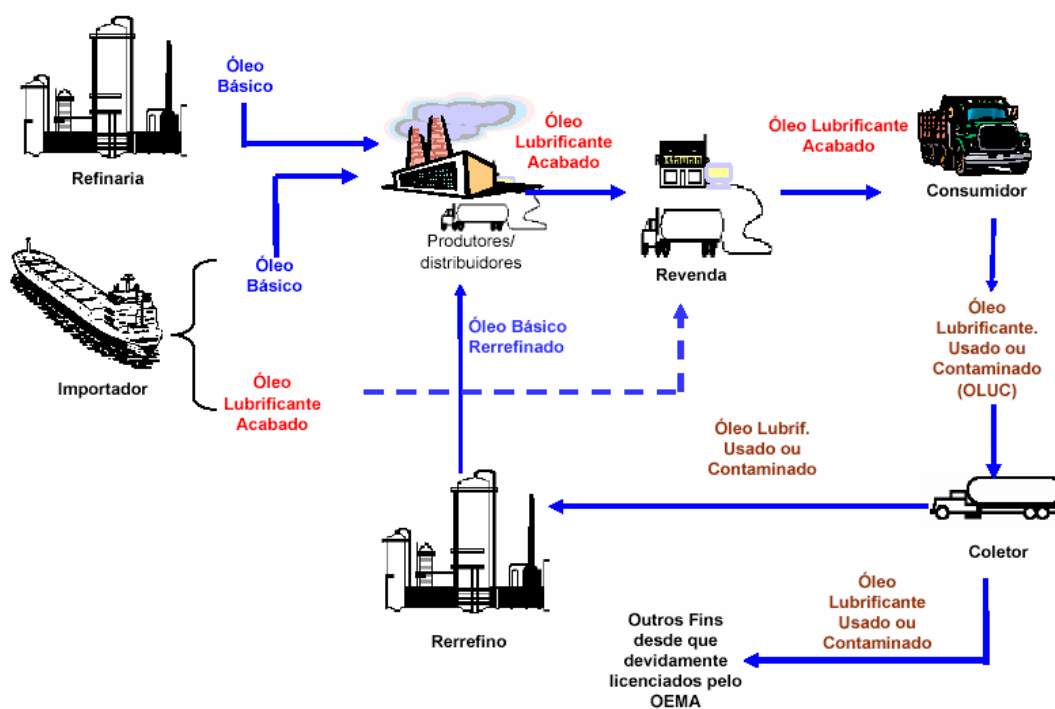 Óleo
Básico
Refinaria
Óleo
Lubrificante
Acabado
Óleo Lubrificante
Acabado
Restaurante
Consumidor
Produtores/
distribuidores
Revenda
Óleo
Básico
Importador
Óleo
Lubrificante
Acabado
Óleo Básico
Rerrefinado
Óleo
Lubrificante.
Usado ou
Contaminado
(OLUC)
Óleo Lubrif.
Usado ou
Contaminado
Coletor
Rerrefino
Óleo
Lubrificante
Usado ou
Contaminado
Outros Fins
desde que
devidamente
licenciados pelo
OEMA